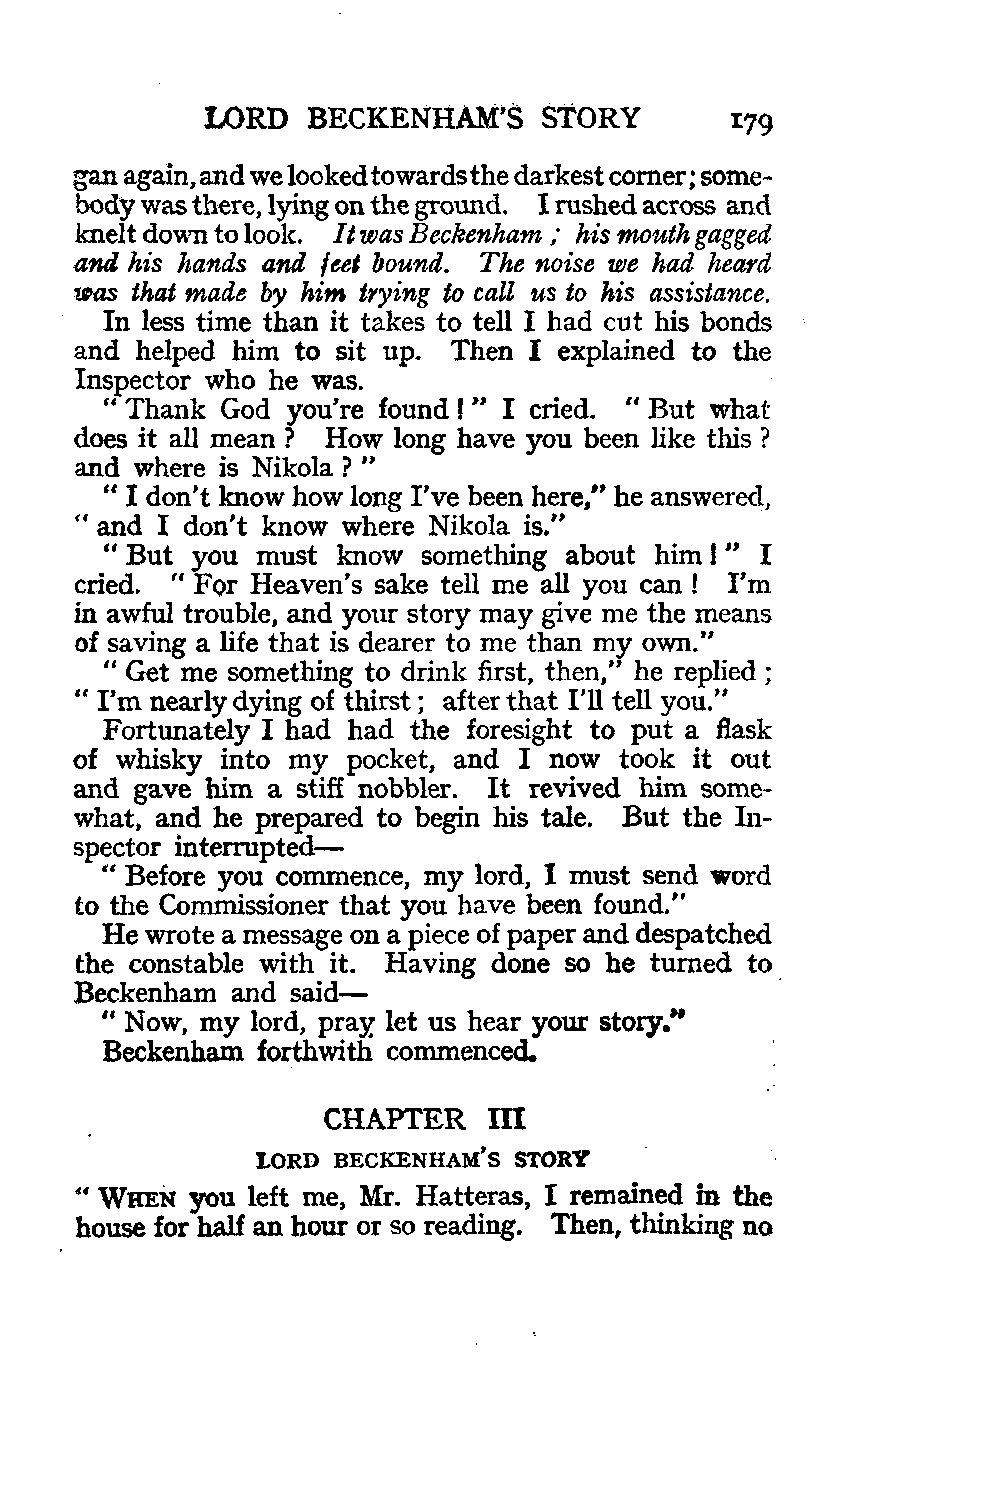 LORD BECKENHAM'S STORY 179
gan again, and we looked towards the darkest corner; some-
body was there, lying on the ground. I rushed across and
knelt down to look. It was Beckenham ; his mouth gagged
and his hands and feet bound. The noise we had heard
was that made by him trying to call us to his assistance.
In less time than it takes to tell I had cut his bonds
and helped him to sit up. Then I explained to the
Inspector who he was.
" Thank God you're found ! " I cried. " But what
does it all mean ? How long have you been like this ?
and where is Nikola ? "
" I don't know how long I've been here," he answered,
" and I don't know where Nikola is."
" But you must know something about him ! " I
cried. " For Heaven's sake tell me all you can ! I'm
in awful trouble, and your story may give me the means
of saving a life that is dearer to me than my own."
" Get me something to drink first, then," he replied ;
" I'm nearly dying of thirst ; after that I'll tell you."
Fortunately I had had the foresight to put a flask
of whisky into my pocket, and I now took it out
and gave him a stiff nobbler. It revived him some-
what, and he prepared to begin his tale. But the In-
spector interrupted—
" Before you commence, my lord, I must send word
to the Commissioner that you have been found."
He wrote a message on a piece of paper and despatched
the constable with it. Having done so he turned to
Beckenham and said—
" Now, my lord, pray let us hear your story."
Beckenham forthwith commenced.
CHAPTER III
LORD BECKENHAM'S STORY
" WHEN you left me, Mr. Hatteras, I remained in the
house for half an hour or so reading. Then, thinking no